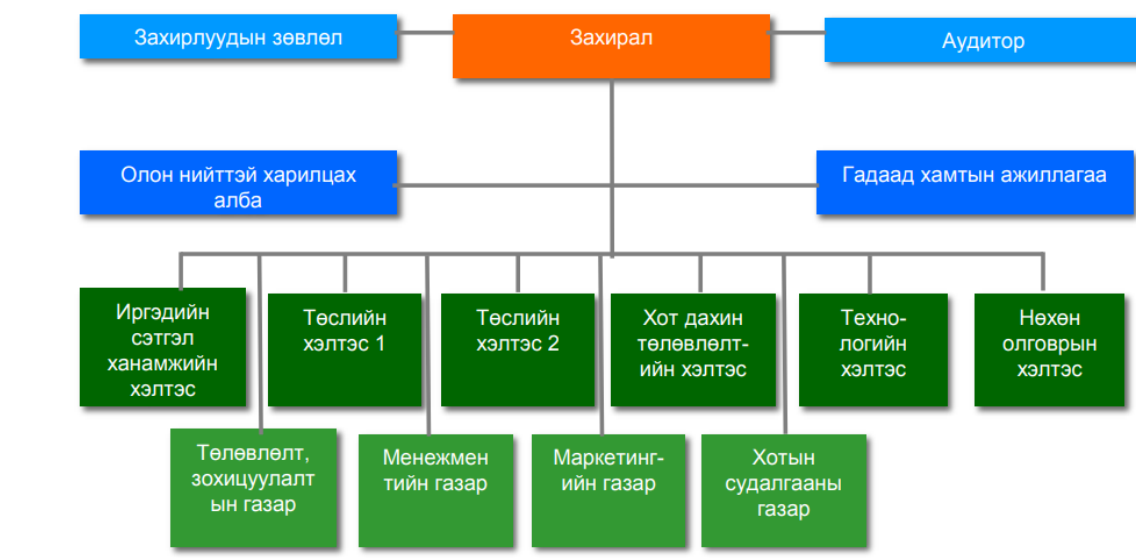 Захирлуудын зөвлөл
Захирал
Аудитор
Олон нийттэй харилцах
алба
Гадаад хамтын ажиллагаа
Иргэдийн
сэтгэл
ханамжийн
хэлтэс
Төслийн
хэлтэс 1
Төслийн
хэлтэс 2
Хот дахин
төлөвлөлт-
ийн хэлтэс
Техно-
логийн
хэлтэс
Нөхөн
олговрын
хэлтэс
Төлөвлөлт,
зохицуулалт
ын газар
Менежмен
тийн газар
Маркетинг-
ийн газар
Хотын
судалгааны
газар